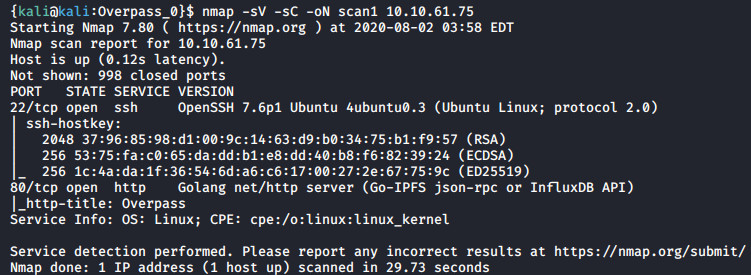 {kali@kali:Overpass_0}$ nmap -sV -sC -oN scan1 10.10.61.75
Starting Nmap 7.80 ( https://nmap.org ) at 2020-08-02 03:58 EDT
Nmap scan report for 10.10.61.75
Host is up (0.12s latency).
Not shown: 998 closed ports
PORT   STATE SERVICE VERSION
22/tcp open  ssh     OpenSSH 7.6p1 Ubuntu 4ubuntu0.3 (Ubuntu Linux; protocol 2.0)
| ssh-hostkey:
|   2048 37:96:85:98:d1:00:9c:14:63:d9:b0:34:75:b1:f9:57 (RSA)
|   256 53:75:fa:c0:65:da:dd:b1:e8:dd:40:b8:f6:82:39:24 (ECDSA)
|_  256 1c:4a:da:1f:36:54:6d:a6:c6:17:00:27:2e:67:75:9c (ED25519)
80/tcp open  http    Golang net/http server (Go-IPFS json-rpc or InfluxDB API)
|_http-title: Overpass
Service Info: OS: Linux; CPE: cpe:/o:linux:linux_kernel
Service detection performed. Please report any incorrect results at https://nmap.org/submit/
Nmap done: 1 IP address (1 host up) scanned in 29.73 seconds